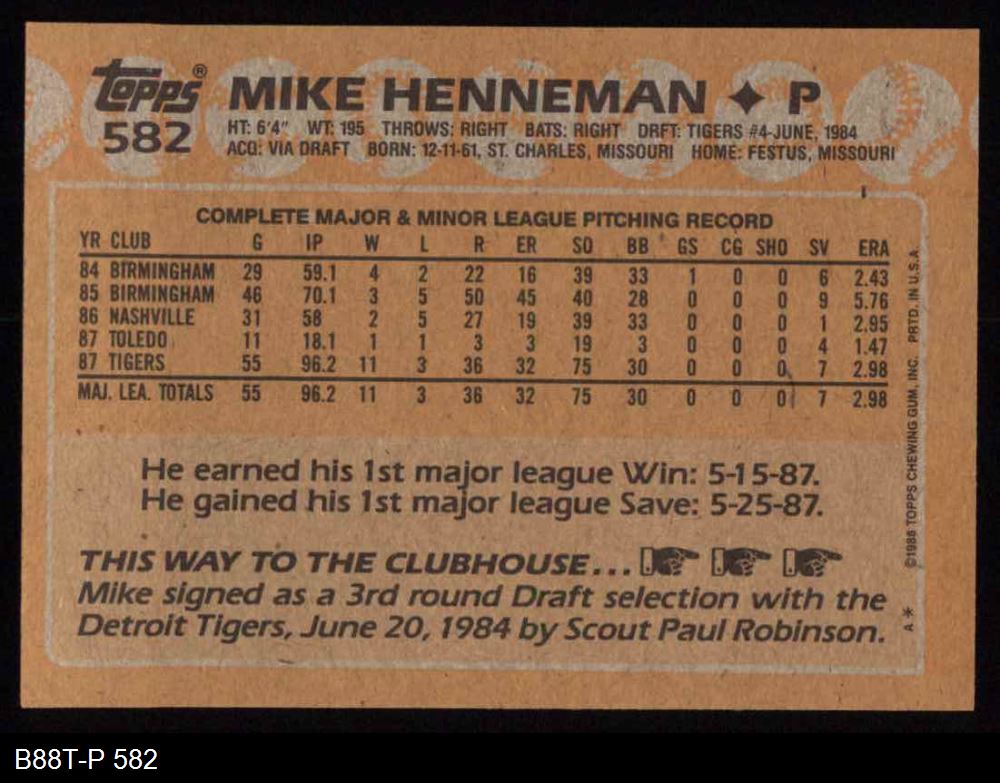 Topps® MIKE HENNEMAN ✦ P
582 HT: 6'4" WT: 195 THROWS: RIGHT BATS: RIGHT DRFT: TIGERS #4-JUNE, 1984
ACQ: VIA DRAFT BORN: 12-11-61, ST. CHARLES, MISSOURI HOME: FESTUS, MISSOURI
COMPLETE MAJOR & MINOR LEAGUE PITCHING RECORD
YR CLUB G IP W L R ER SO BB GS CG SHO SV ERA
84 BIRMINGHAM 29 59.1 4 2 22 16 39 33 1 0 0 6 2.43
85 BIRMINGHAM 46 70.1 3 5 50 45 40 28 0 0 0 9 5.76
86 NASHVILLE 31 58 2 5 27 19 39 33 0 0 0 1 2.95
87 TOLEDO 11 18.1 1 1 3 3 19 3 0 0 0 4 1.47
87 TIGERS 55 96.2 11 3 36 32 75 30 0 0 0 7 2.98
MAJ. LEA. TOTALS 55 96.2 11 3 36 32 75 30 0 0 0 7 2.98
He earned his 1st major league Win: 5-15-87.
He gained his 1st major league Save: 5-25-87.
THIS WAY TO THE CLUBHOUSE...
Mike signed as a 3rd round Draft selection with the
Detroit Tigers, June 20, 1984 by Scout Paul Robinson.
A* ©1988 TOPPS CHEWING GUM, INC. PRTD. IN U.S.A.
B88T-P 582